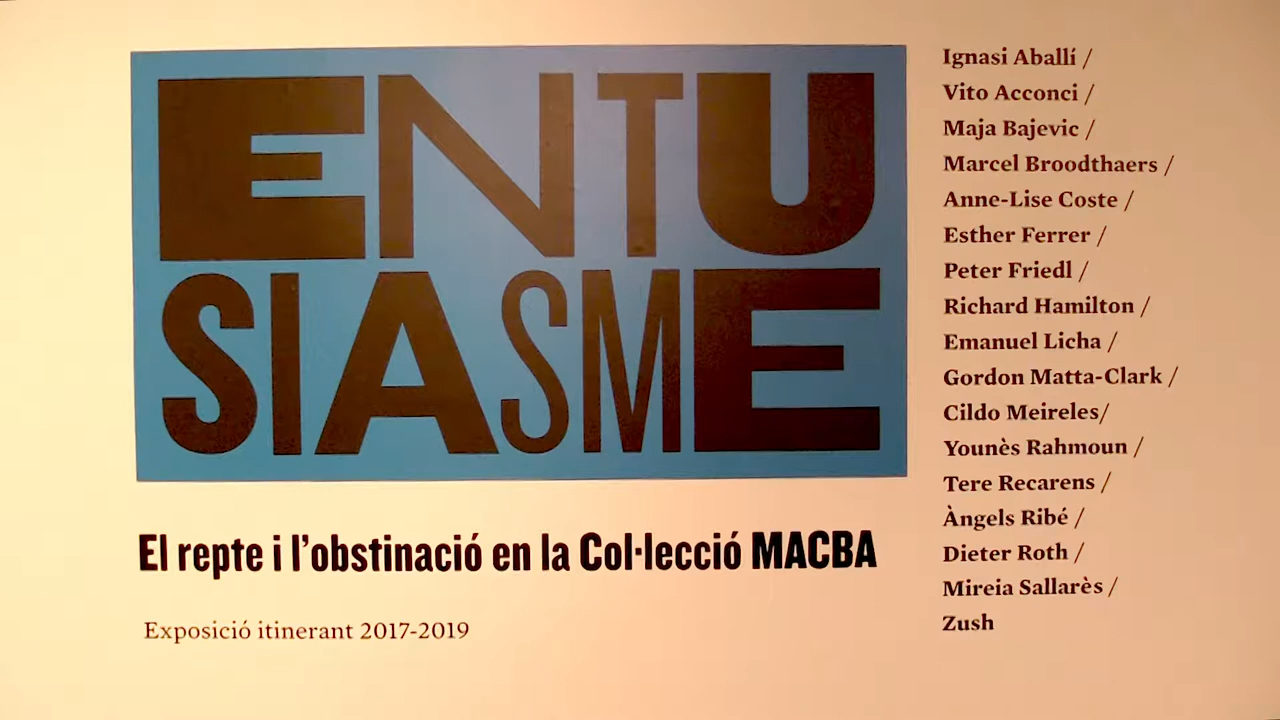 ENTU
SIASME
El repte i l'obstinació en la Col·lecció MACBA
Exposició itinerant 2017-2019
Ignasi Aballí /
Vito Acconci /
Maja Bajevic /
Marcel Broodthaers /
Anne-Lise Coste /
Esther Ferrer /
Peter Friedl /
Richard Hamilton /
Emanuel Licha /
Gordon Matta-Clark /
Cildo Meireles/
Younès Rahmoun /
Tere Recarens /
Àngels Ribé /
Dieter Roth /
Mireia Sallarès /
Zush